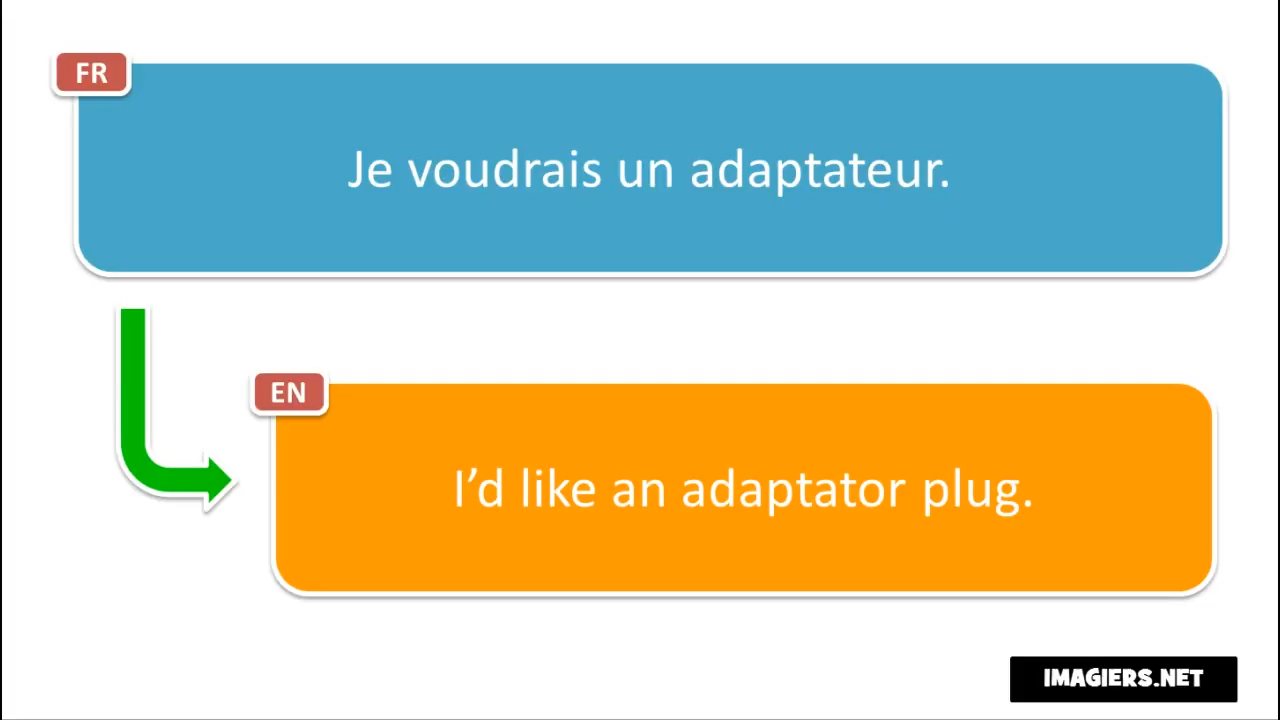 FR
Je voudrais un adaptateur.
EN
I’d like an adaptator plug.
IMAGIERS.NET